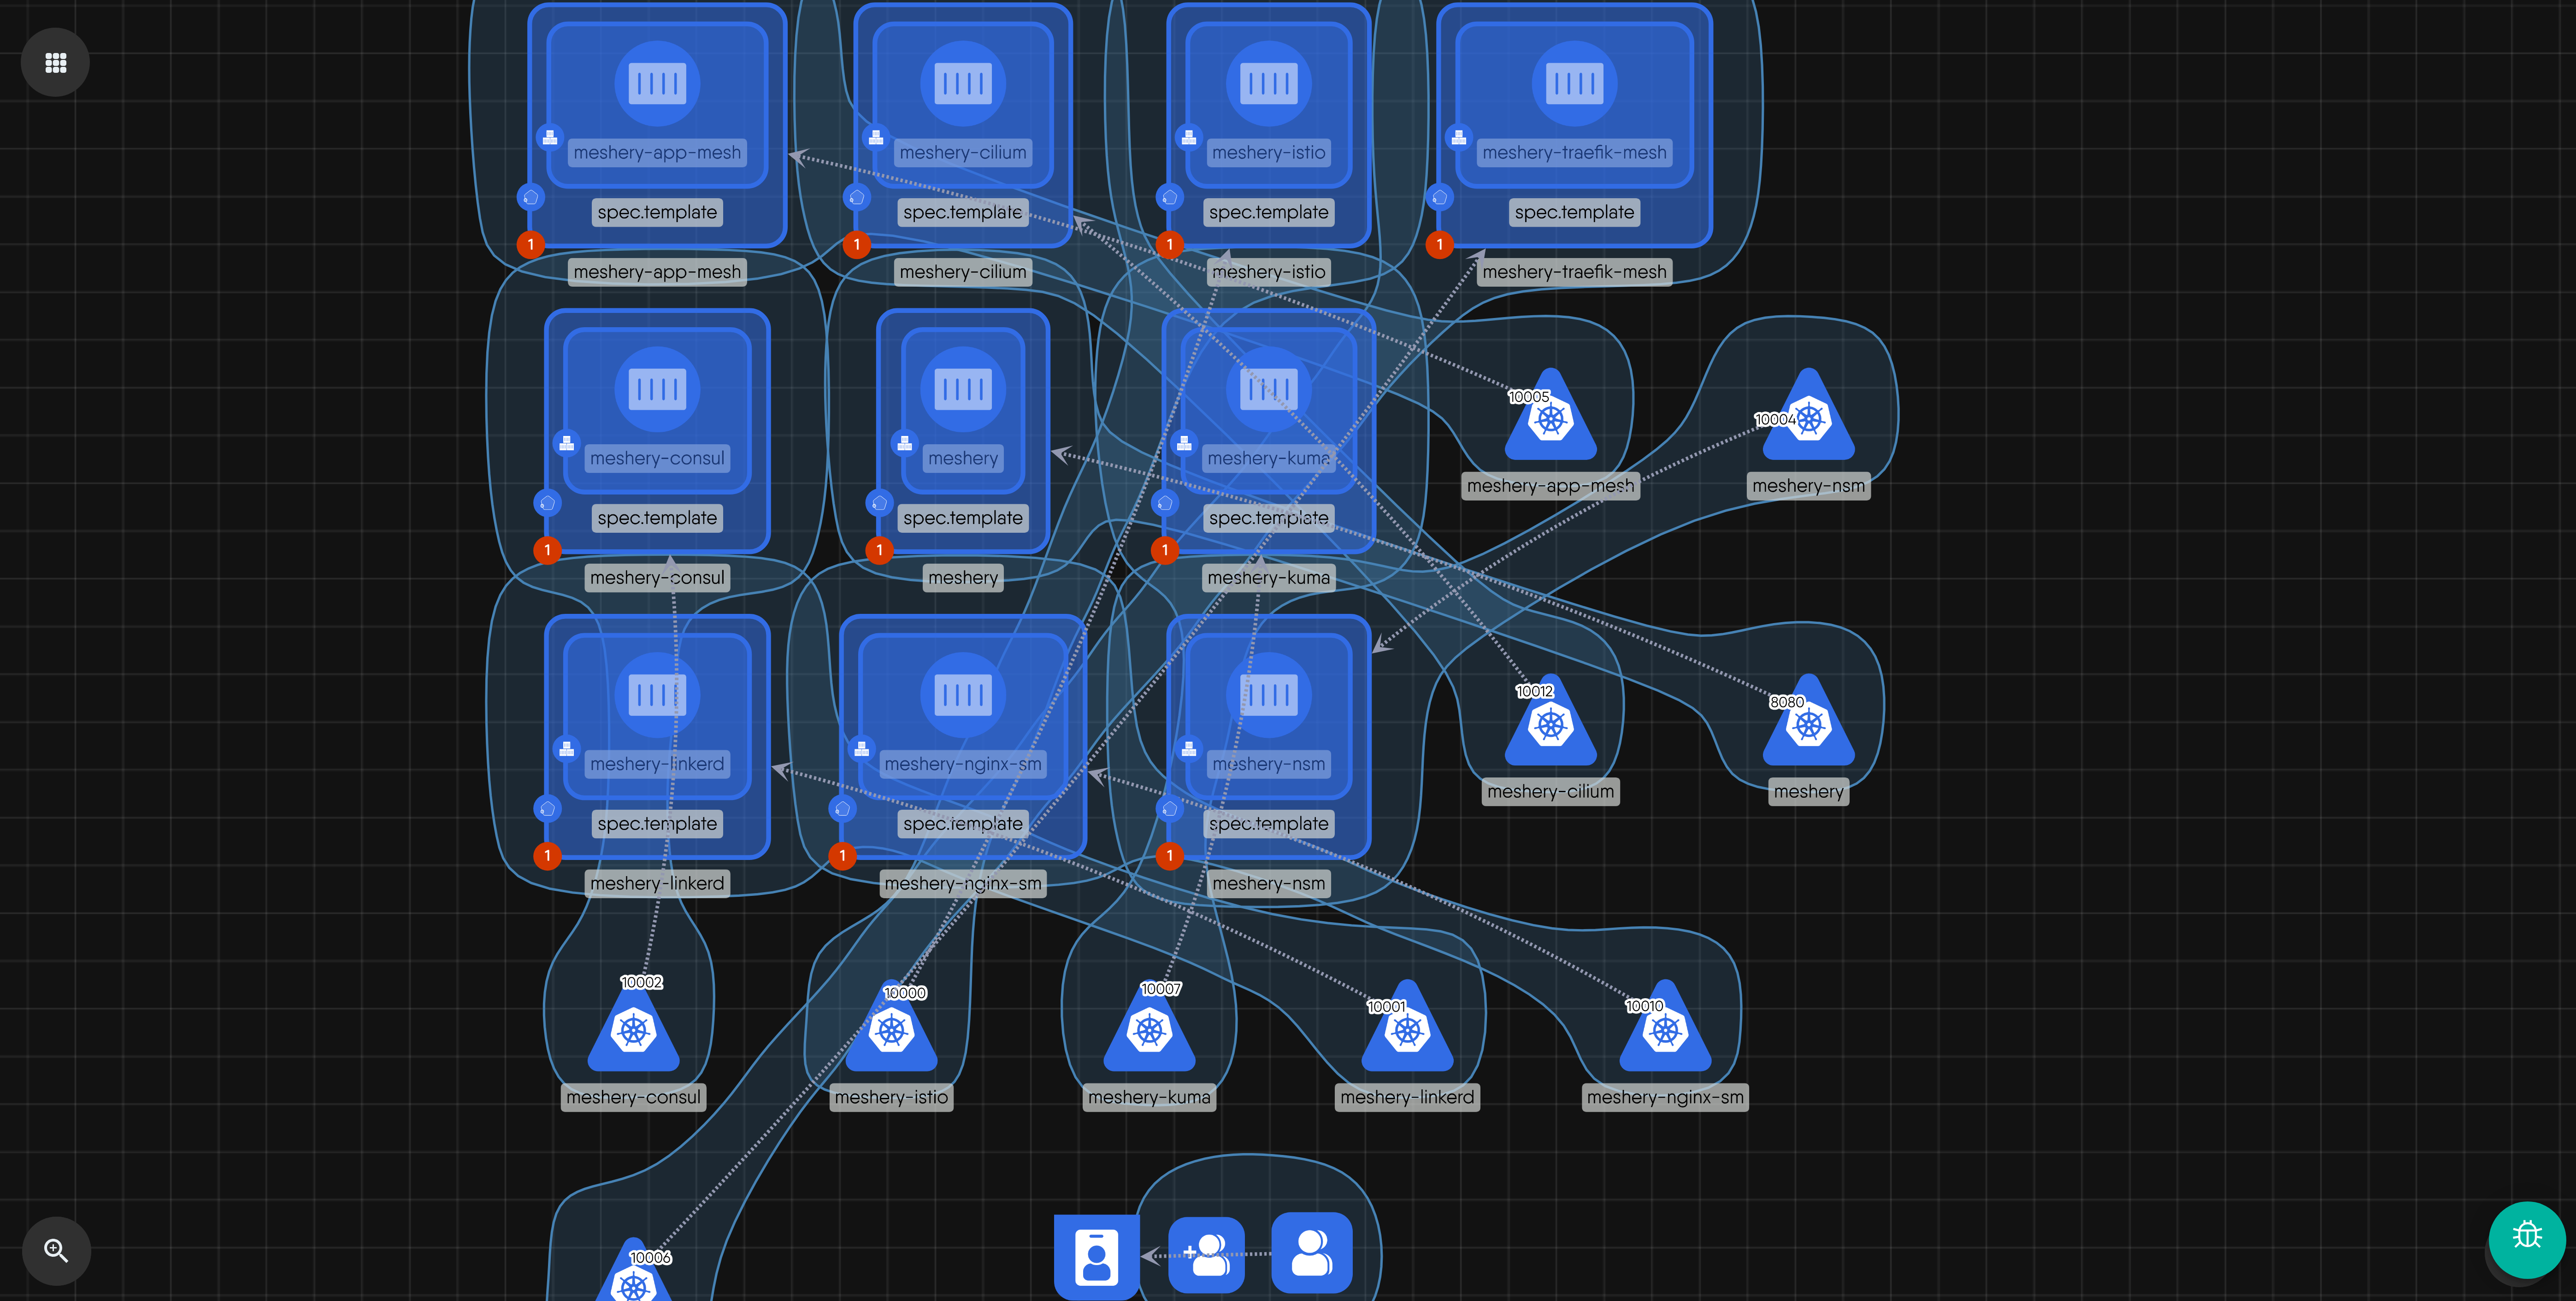 meshery-app-mesh
meshery-cilium
meshery-istio
meshery-traefik-mesh
spec.template
spec.template
spec.template
spec.template
1
1
1
1
meshery-app-mesh
meshery-cilium
meshery-istio
meshery-traefik-mesh
10005
10004
meshery-consul
meshery
meshery-kuma
meshery-app-mesh
meshery-nsm
spec.template
spec.template
spec.template
1
1
1
meshery-consul
meshery
meshery-kuma
10012
8080
meshery-linkerd
meshery-nginx-sm
meshery-nsm
meshery-cilium
meshery
spec.template
spec.template
spec.template
1
1
1
meshery-linkerd
meshery-nginx-sm
meshery-nsm
10002
10000
10007
10001
10010
meshery-consul
meshery-istio
meshery-kuma
meshery-linkerd
meshery-nginx-sm
10006